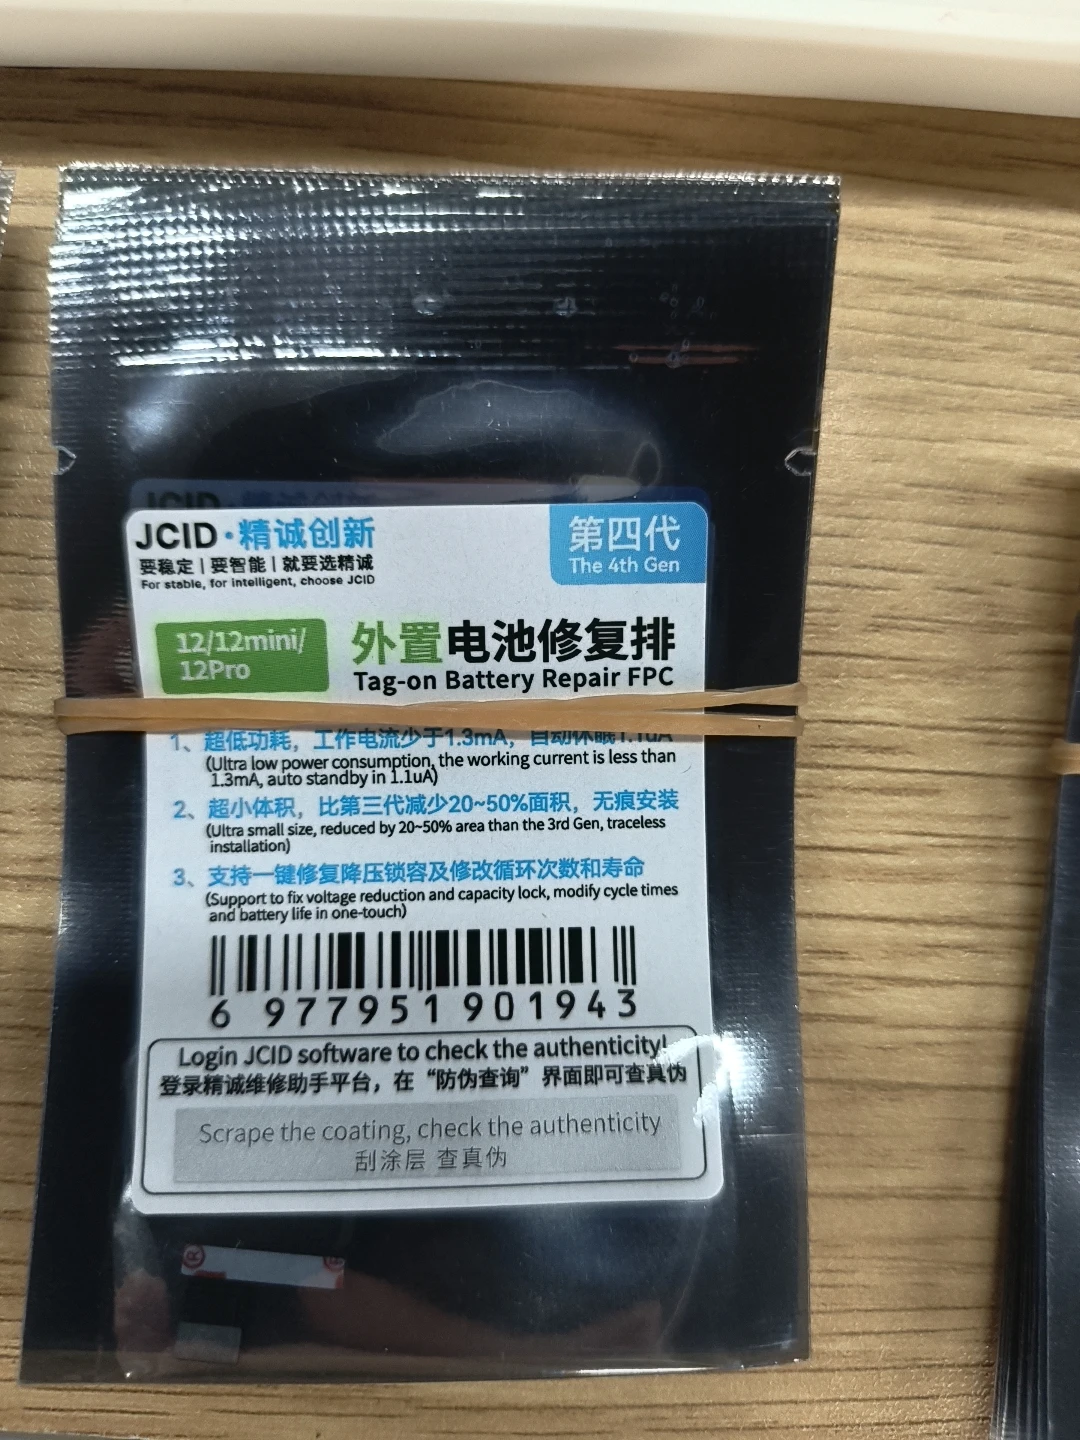 JCID·精诚创新
要稳定 | 要智能 | 就要选精诚
For stable, for intelligent, choose JCID
第四代
The 4th Gen
12/12mini/
12Pro
外置电池修复排
Tag-on Battery Repair FPC
1、超低功耗，工作电流少于1.3mA，自动休眠1.1uA
(Ultra low power consumption, the working current is less than
1.3mA, auto standby in 1.1uA)
2、超小体积，比第三代减少20~50%面积，无痕安装
(Ultra small size, reduced by 20~50% area than the 3rd Gen, traceless
installation)
3、支持一键修复降压锁容及修改循环次数和寿命
(Support to fix voltage reduction and capacity lock, modify cycle times
and battery life in one-touch)
6 977951 901943
Login JCID software to check the authenticity!
登录精诚维修助手平台，在“防伪查询”界面即可查真伪
Scrape the coating, check the authenticity
刮涂层 查真伪